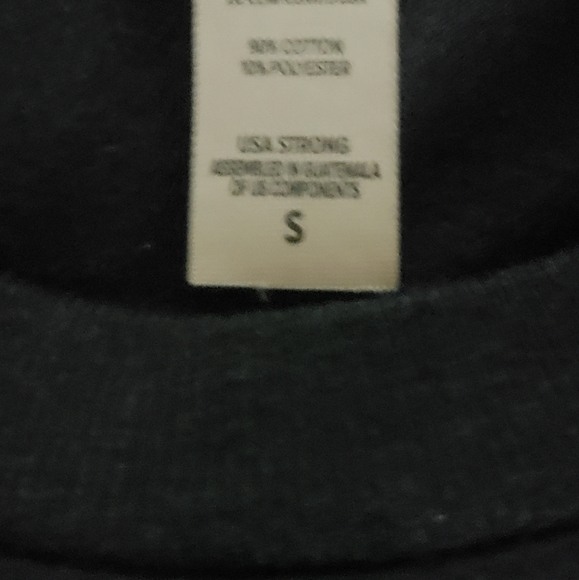 90% COTTON
10% POLYESTER
USA STRONG
ASSEMBLED IN GUATEMALA
OF US COMPONENTS
S